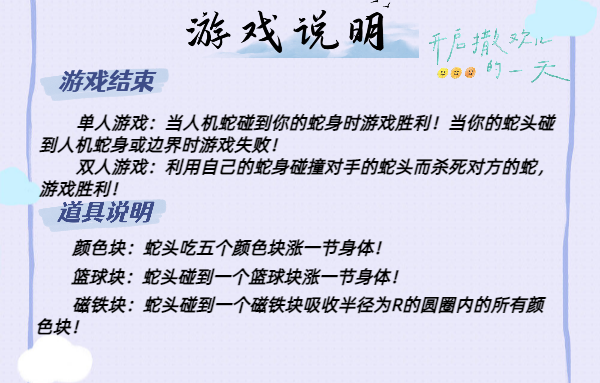 游戏说明
开启撒欢儿
的一天
游戏结束
单人游戏：当人机蛇碰到你的蛇身时游戏胜利！当你的蛇头碰
到人机蛇身或边界时游戏失败！
双人游戏：利用自己的蛇身碰撞对手的蛇头而杀死对方的蛇，
游戏胜利！
道具说明
颜色块：蛇头吃五个颜色块涨一节身体！
篮球块：蛇头碰到一个篮球块涨一节身体！
磁铁块：蛇头碰到一个磁铁块吸收半径为R的圆圈内的所有颜
色块！